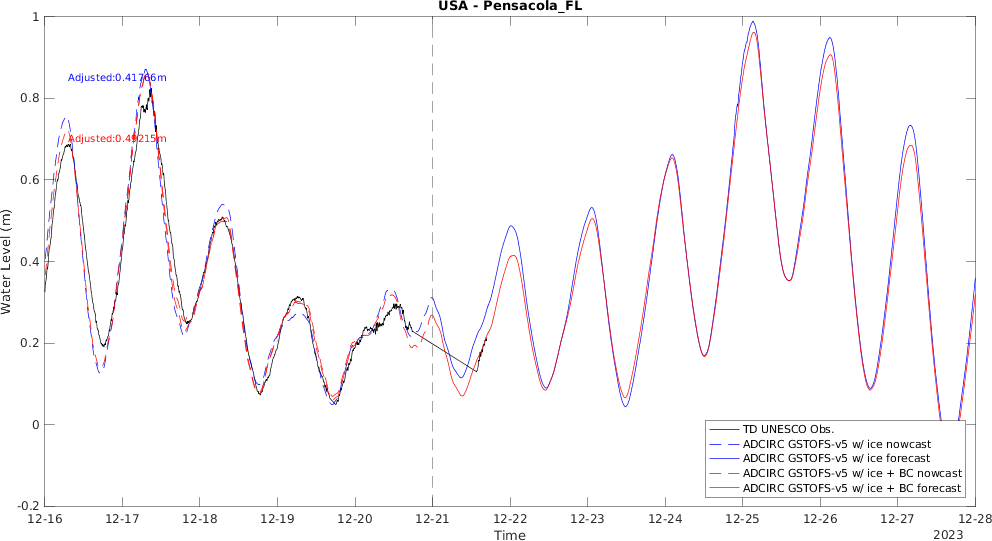 USA - Pensacola_FL
1
0.8
0.6
0.4
0.2
0
-0.2
Water Level (m)
Adjusted:0.41766m
Adjusted:0.49215m
TD UNESCO Obs.
ADCIRC GSTOFS-v5 w/ ice nowcast
ADCIRC GSTOFS-v5 w/ ice forecast
ADCIRC GSTOFS-v5 w/ ice + BC nowcast
ADCIRC GSTOFS-v5 w/ ice + BC forecast
12-16 12-17 12-18 12-19 12-20 12-21 12-22 12-23 12-24 12-25 12-26 12-27 12-28
Time 2023